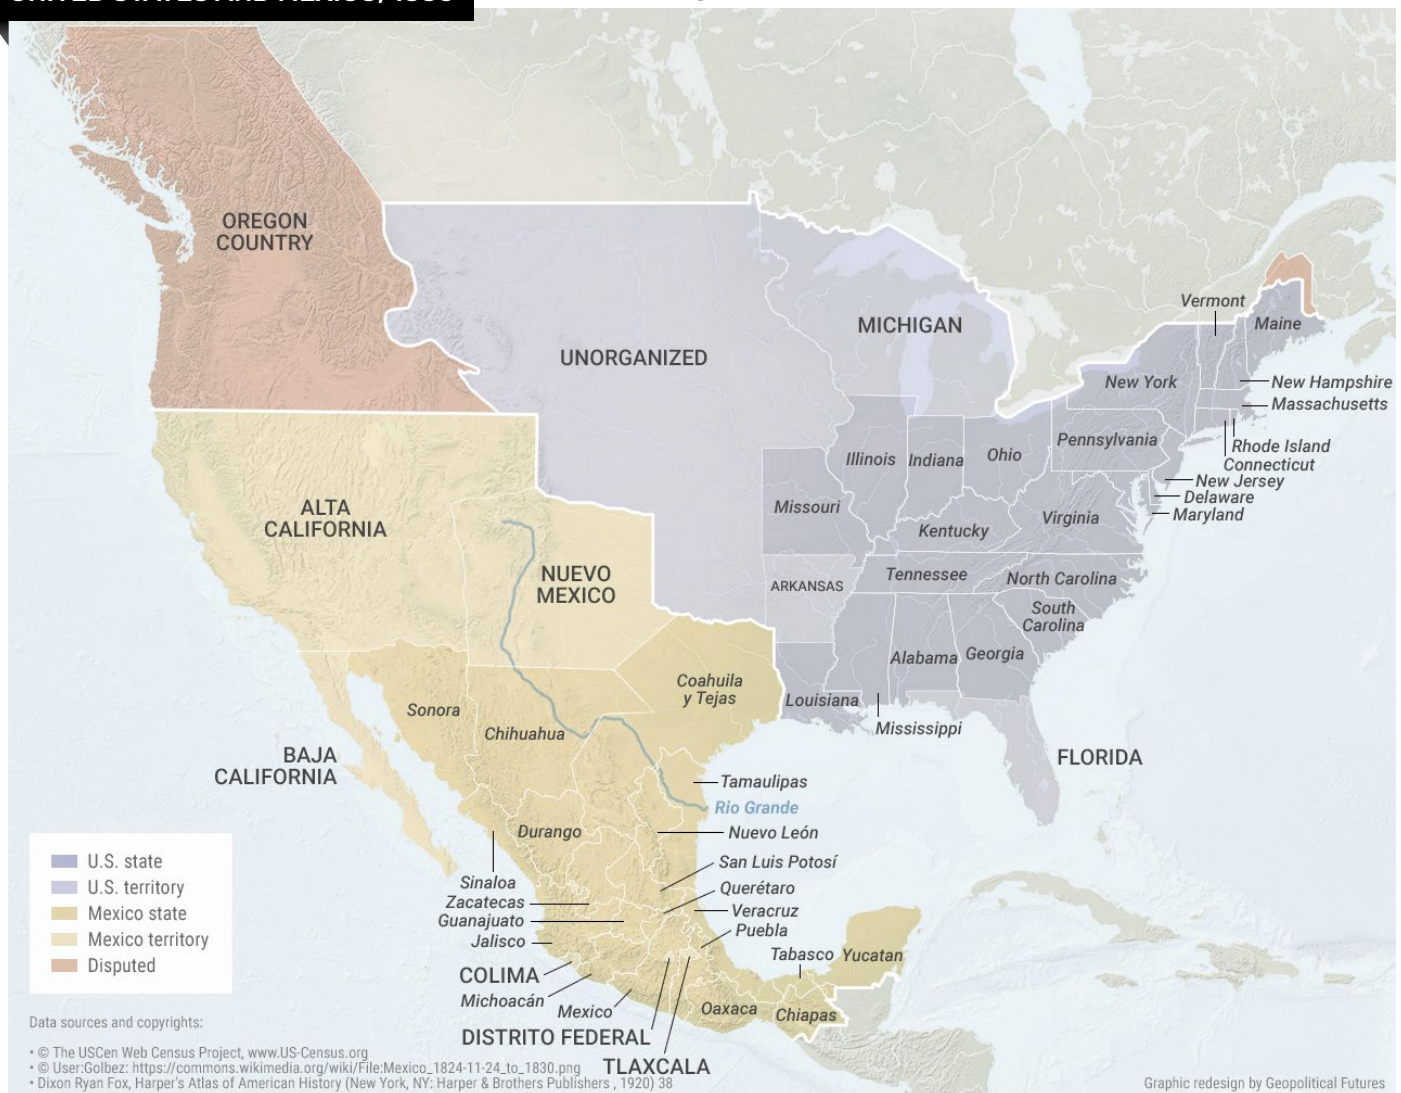 UNITED STATES AND MEXICO, 1830
OREGON
COUNTRY
UNORGANIZED
MICHIGAN
Vermont
Maine
New York
New Hampshire
Massachusetts
Rhode Island
Connecticut
New Jersey
Delaware
Maryland
Pennsylvania
Illinois
Indiana
Ohio
Missouri
Kentucky
Virginia
ALTA
CALIFORNIA
NUEVO
MEXICO
ARKANSAS
Tennessee
North Carolina
South
Carolina
Alabama
Georgia
Coahuila
y Tejas
Louisiana
Mississippi
Sonora
Chihuahua
BAJA
CALIFORNIA
FLORIDA
Tamaulipas
Rio Grande
Durango
Nuevo León
San Luis Potosí
Sinaloa
Querétaro
Zacatecas
Veracruz
Guanajuato
Puebla
Jalisco
Tabasco
Yucatan
COLIMA
Michoacán
Mexico
Oaxaca
Chiapas
DISTRITO FEDERAL
TLAXCALA
U.S. state
U.S. territory
Mexico state
Mexico territory
Disputed
Data sources and copyrights:
• © The USCen Web Census Project, www.US-Census.org
• © User:Golbez: https://commons.wikimedia.org/wiki/File:Mexico_1824-11-24_to_1830.png
• Dixon Ryan Fox, Harper's Atlas of American History (New York, NY: Harper & Brothers Publishers , 1920) 38
Graphic redesign by Geopolitical Futures